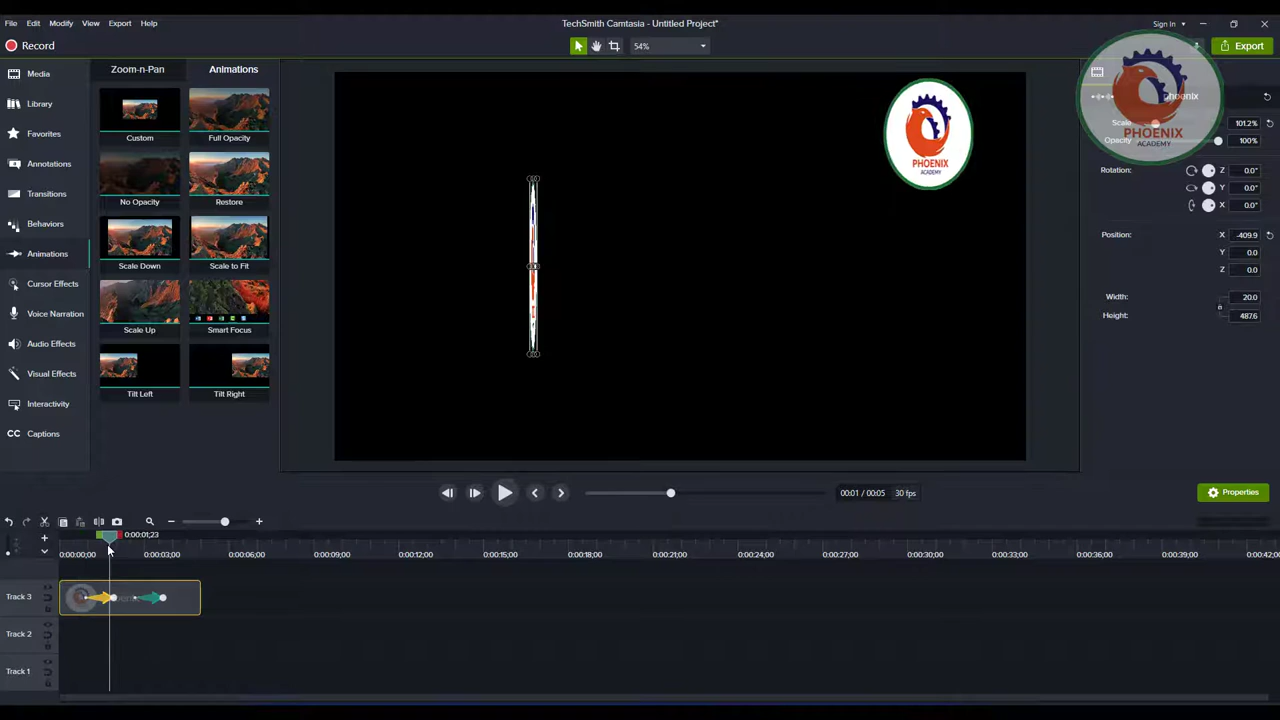 File Edit Modify View Export Help
TechSmith Camtasia - Untitled Project*
Sign In
Record
54%
Export
Media
Library
Favorites
Annotations
Transitions
Behaviors
Animations
Cursor Effects
Voice Narration
Audio Effects
Visual Effects
Interactivity
CC Captions
Zoom-n-Pan Animations
Custom Full Opacity
No Opacity Restore
Scale Down Scale to Fit
Scale Up Smart Focus
Tilt Left Tilt Right
PHOENIX
ACADEMY
phoenix
PHOENIX
ACADEMY
Scale 101.2%
Opacity 100%
Rotation: Z 0.0°
Y 0.0°
X 0.0°
Position: X -409.9
Y 0.0
Z 0.0
Width: 20.0
Height: 487.6
00:01 / 00:05 30 fps
Properties
0:00:01;23
0:00:00;00 0:00:03;00 0:00:06;00 0:00:09;00 0:00:12;00 0:00:15;00 0:00:18;00 0:00:21;00 0:00:24;00 0:00:27;00 0:00:30;00 0:00:33;00 0:00:36;00 0:00:39;00
Track 3
Track 2
Track 1